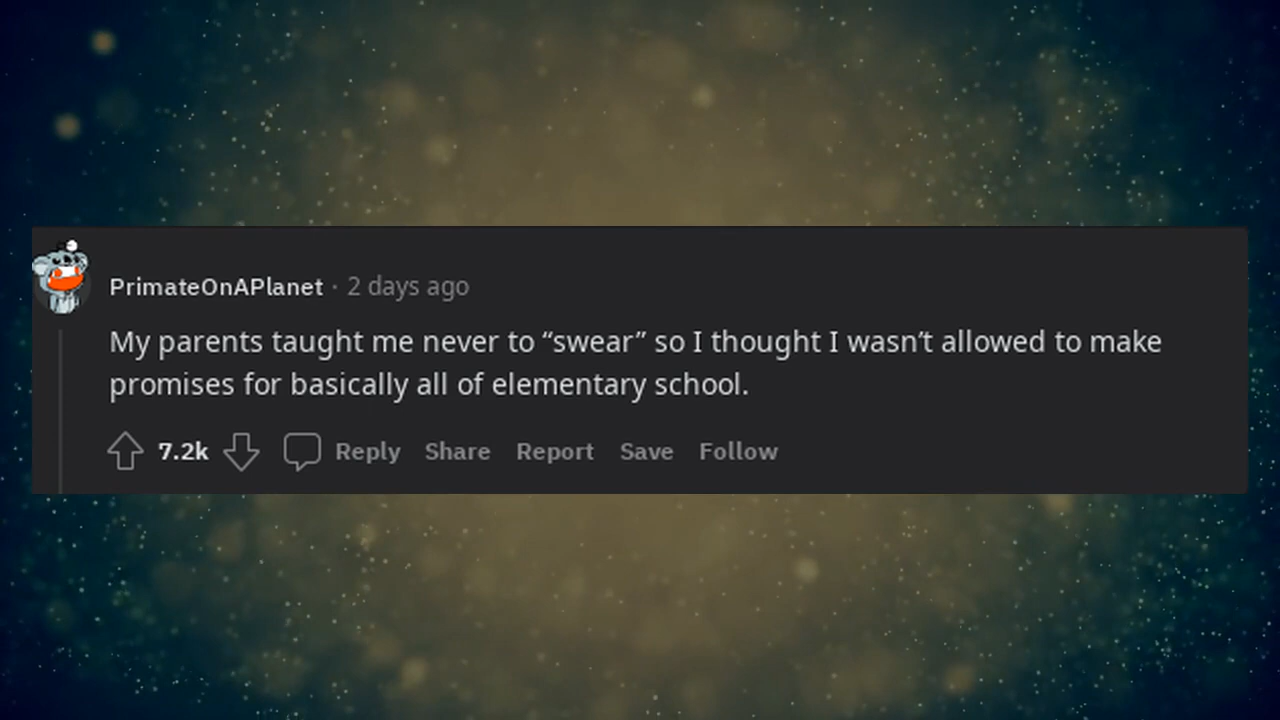 PrimateOnAPlanet · 2 days ago
My parents taught me never to “swear” so I thought I wasn’t allowed to make
promises for basically all of elementary school.
7.2k Reply Share Report Save Follow